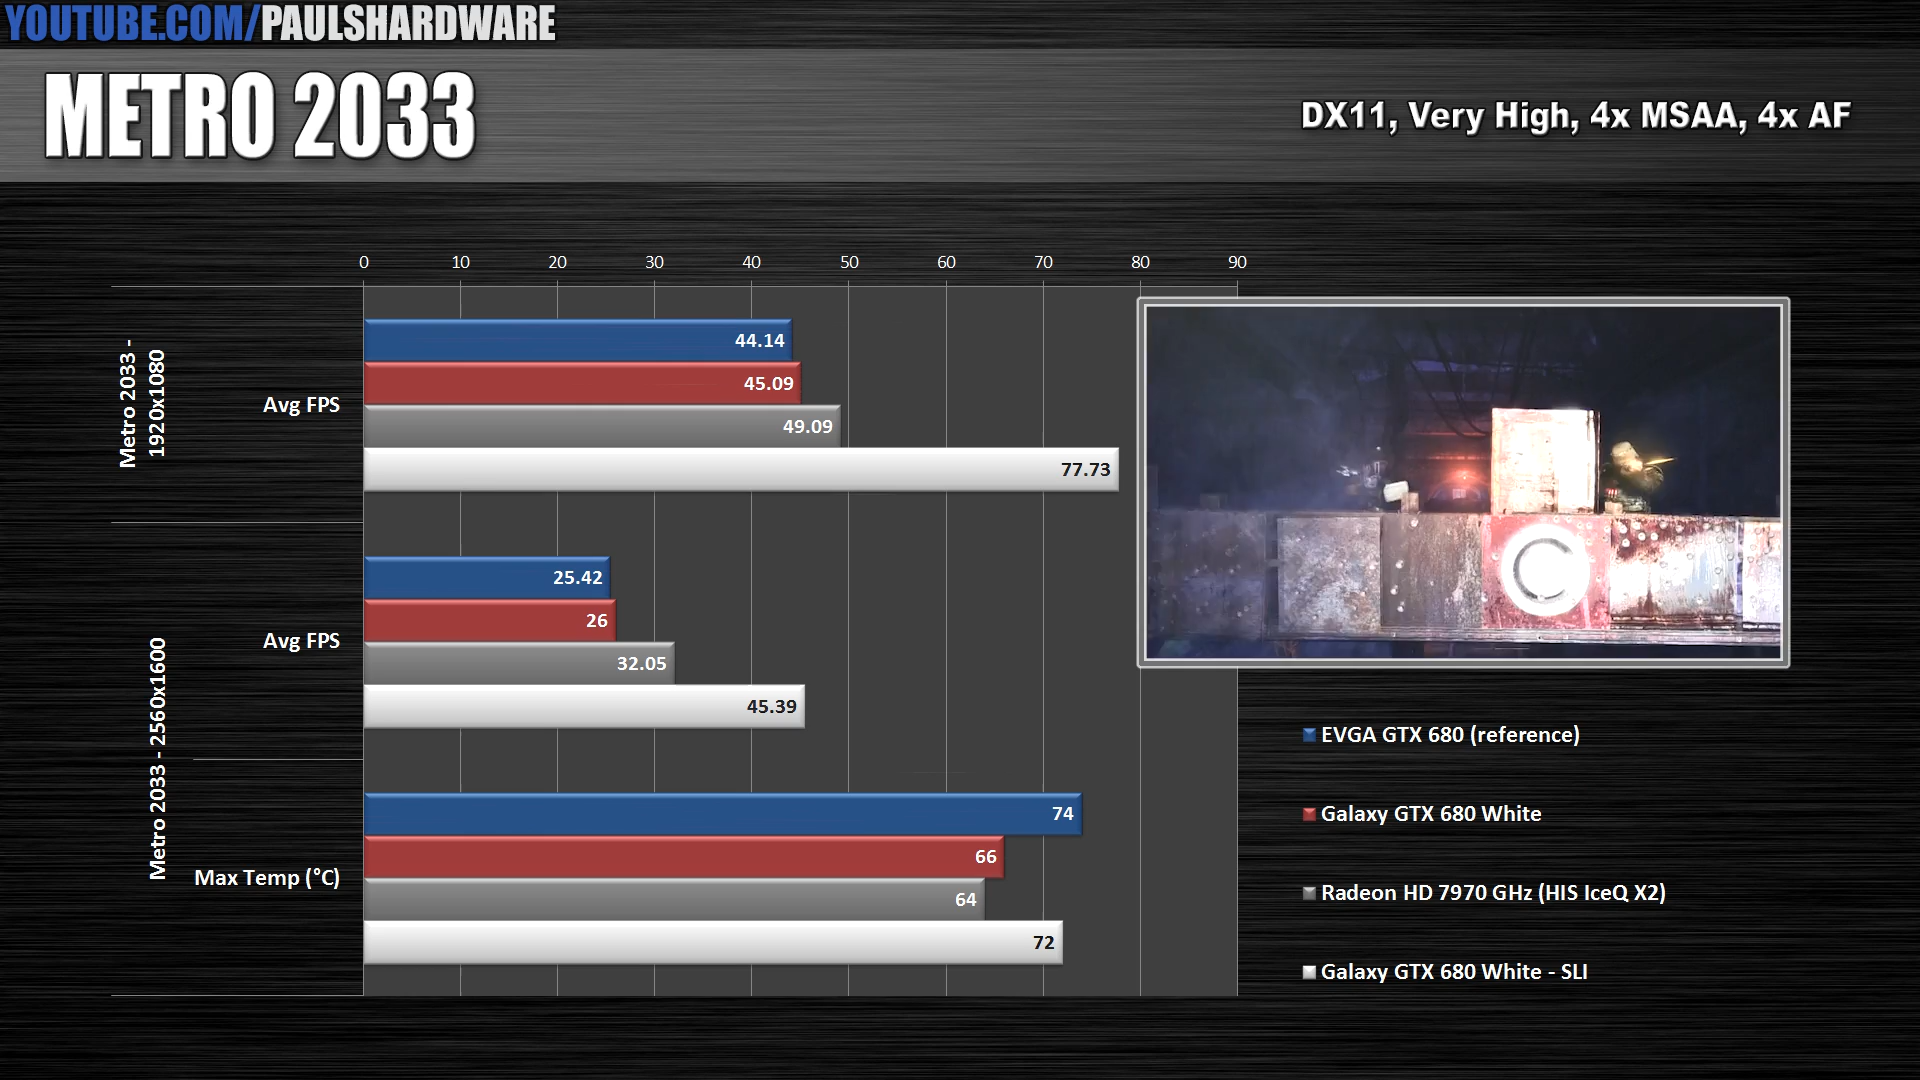 YOUTUBE.COM/PAULSHARDWARE
METRO 2033
DX11, Very High, 4x MSAA, 4x AF
0 10 20 30 40 50 60 70 80 90
Metro 2033 -
1920x1080
Avg FPS
44.14
45.09
49.09
77.73
Metro 2033 - 2560x1600
Avg FPS
25.42
26
32.05
45.39
Max Temp (°C)
74
66
64
72
EVGA GTX 680 (reference)
Galaxy GTX 680 White
Radeon HD 7970 GHz (HIS IceQ X2)
Galaxy GTX 680 White - SLI